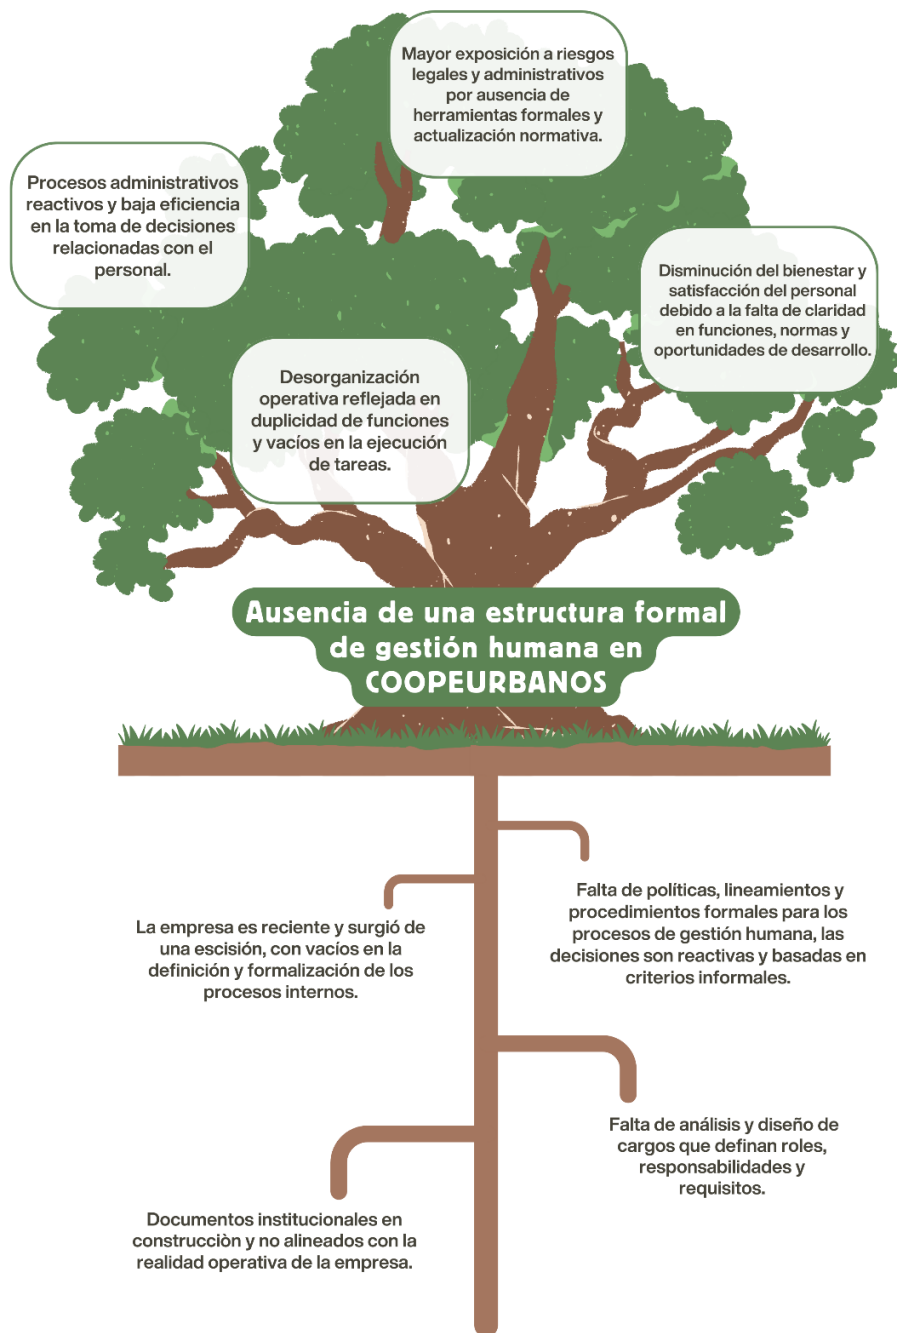 Mayor exposición a riesgos
legales y administrativos
por ausencia de
herramientas formales y
actualización normativa.
Procesos administrativos
reactivos y baja eficiencia
en la toma de decisiones
relacionadas con el
personal.
Disminución del bienestar y
satisfacción del personal
debido a la falta de claridad
en funciones, normas y
oportunidades de desarrollo.
Desorganización
operativa reflejada en
duplicidad de funciones
y vacíos en la ejecución
de tareas.
Ausencia de una estructura formal
de gestión humana en
COOPEURBANOS
Falta de políticas, lineamientos y
procedimientos formales para los
procesos de gestión humana, las
decisiones son reactivas y basadas en
criterios informales.
La empresa es reciente y surgió de
una escisión, con vacíos en la
definición y formalización de los
procesos internos.
Falta de análisis y diseño de
cargos que definan roles,
responsabilidades y
requisitos.
Documentos institucionales en
construcciòn y no alineados con la
realidad operativa de la empresa.